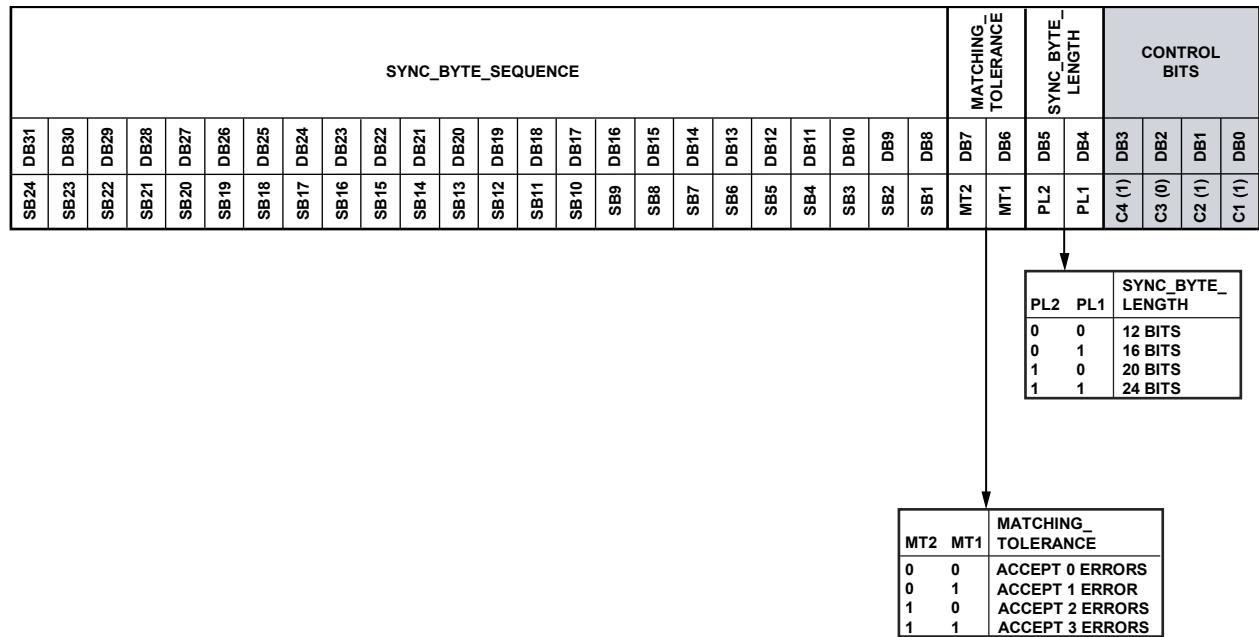 SYNC_BYTE_SEQUENCE
MATCHING_
TOLERANCE
SYNC_BYTE_
LENGTH
CONTROL
BITS
DB31 DB30 DB29 DB28 DB27 DB26 DB25 DB24 DB23 DB22 DB21 DB20 DB19 DB18 DB17 DB16 DB15 DB14 DB13 DB12 DB11 DB10 DB9 DB8 DB7 DB6 DB5 DB4 DB3 DB2 DB1 DB0
SB24 SB23 SB22 SB21 SB20 SB19 SB18 SB17 SB16 SB15 SB14 SB13 SB12 SB11 SB10 SB9 SB8 SB7 SB6 SB5 SB4 SB3 SB2 SB1 MT2 MT1 PL2 PL1 C4 (1) C3 (0) C2 (1) C1 (1)
PL2 PL1 SYNC_BYTE_
LENGTH
0 0 12 BITS
0 1 16 BITS
1 0 20 BITS
1 1 24 BITS
MT2 MT1 MATCHING_
TOLERANCE
0 0 ACCEPT 0 ERRORS
0 1 ACCEPT 1 ERROR
1 0 ACCEPT 2 ERRORS
1 1 ACCEPT 3 ERRORS